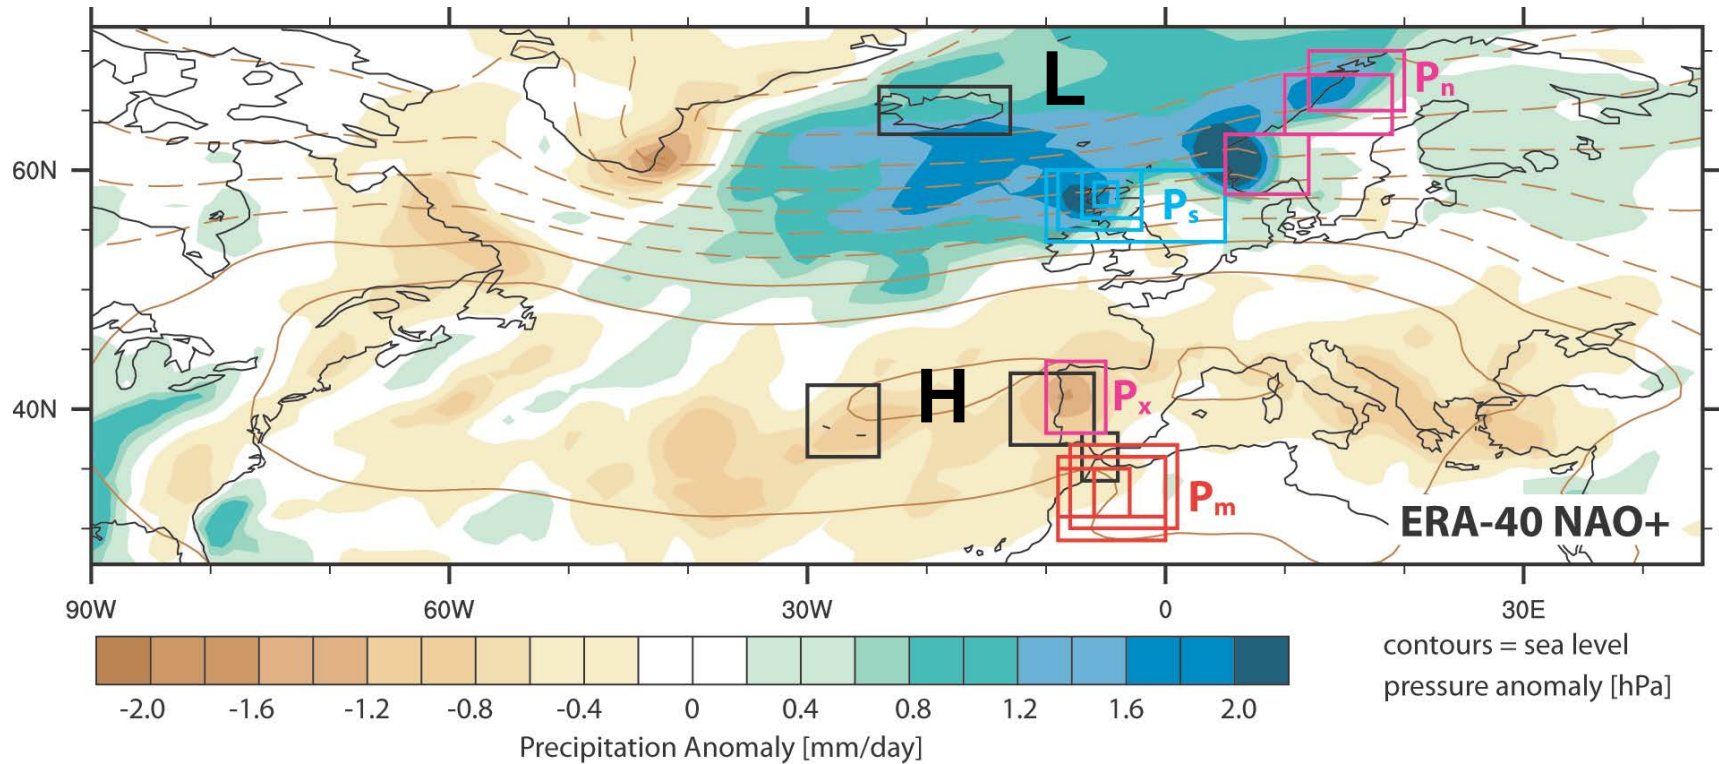 L
Pn
60N
Ps
H
40N
Px
Pm
ERA-40 NAO+
90W 60W 30W 0 30E
-2.0 -1.6 -1.2 -0.8 -0.4 0 0.4 0.8 1.2 1.6 2.0
Precipitation Anomaly [mm/day]
contours = sea level
pressure anomaly [hPa]